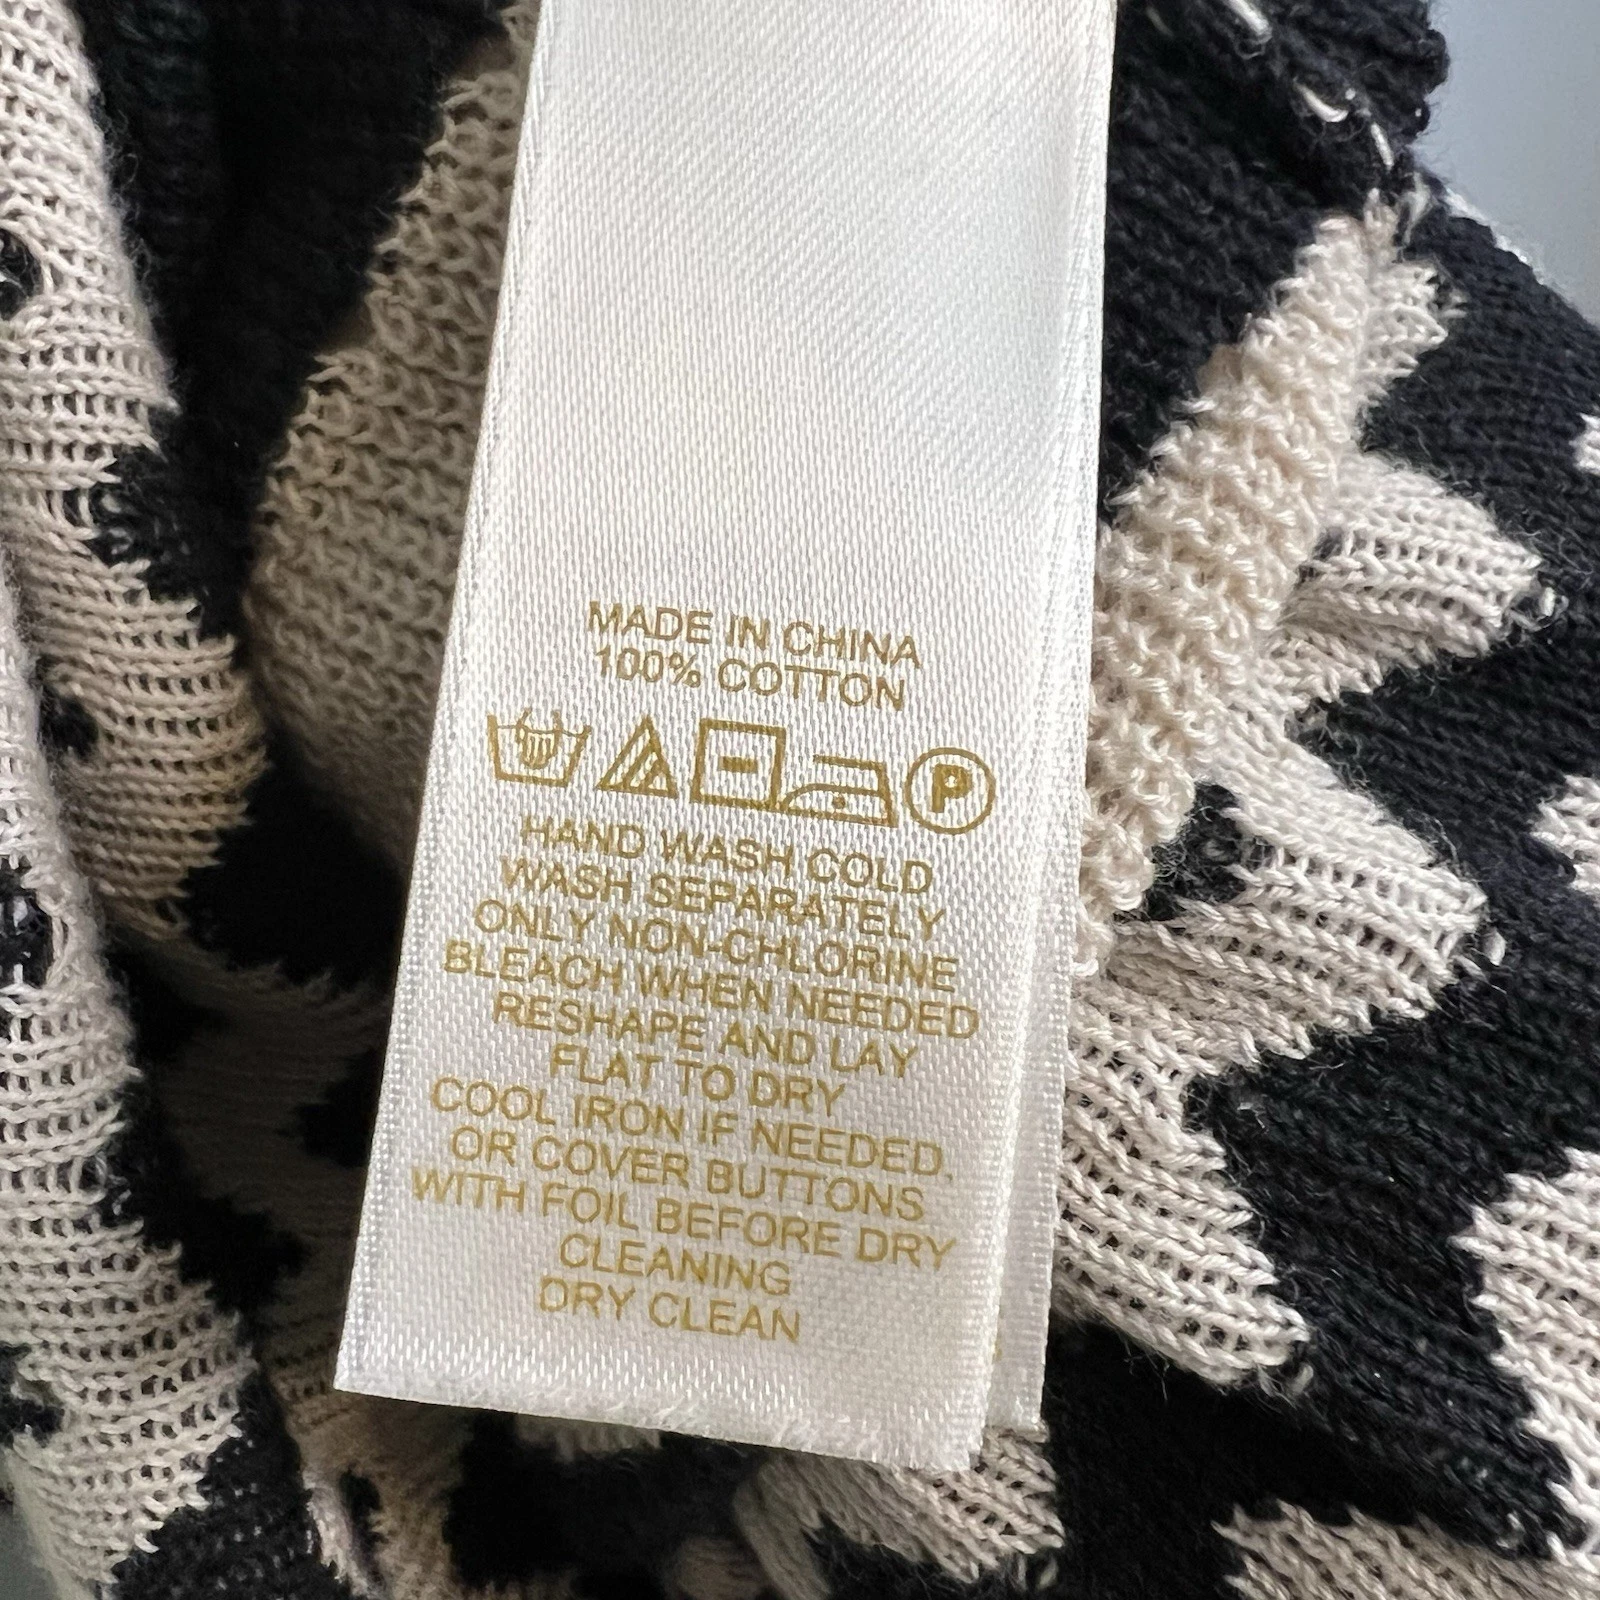 MADE IN CHINA
100% COTTON
P
HAND WASH COLD
WASH SEPARATELY
ONLY NON-CHLORINE
BLEACH WHEN NEEDED
RESHAPE AND LAY
FLAT TO DRY
COOL IRON IF NEEDED.
OR COVER BUTTONS
WITH FOIL BEFORE DRY
CLEANING
DRY CLEAN